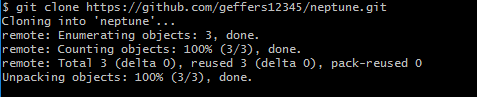 $ git clone https://github.com/geffers12345/neptune.git
Cloning into 'neptune'...
remote: Enumerating objects: 3, done.
remote: Counting objects: 100% (3/3), done.
remote: Total 3 (delta 0), reused 3 (delta 0), pack-reused 0
Unpacking objects: 100% (3/3), done.